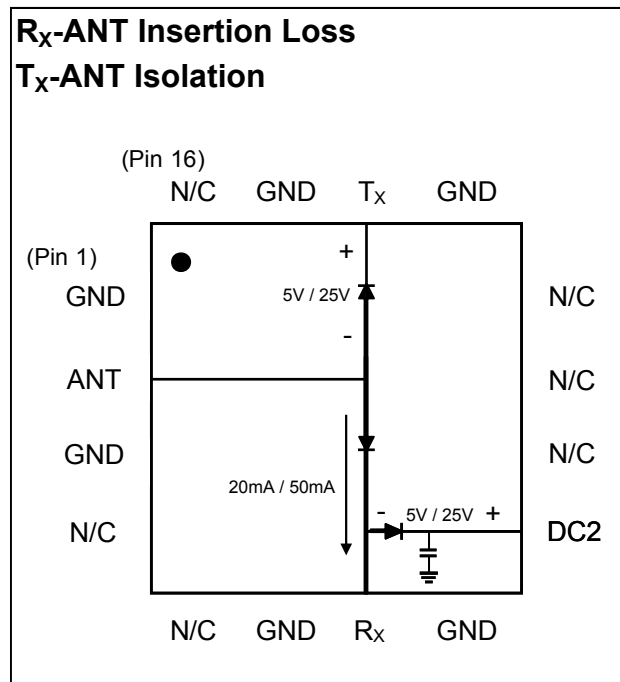 Rₓ-ANT Insertion Loss
Tₓ-ANT Isolation
(Pin 16)
N/C GND Tₓ GND
(Pin 1)
+
GND 5V / 25V N/C
-
ANT N/C
GND N/C
20mA / 50mA
- 5V / 25V +
N/C DC2
N/C GND Rₓ GND